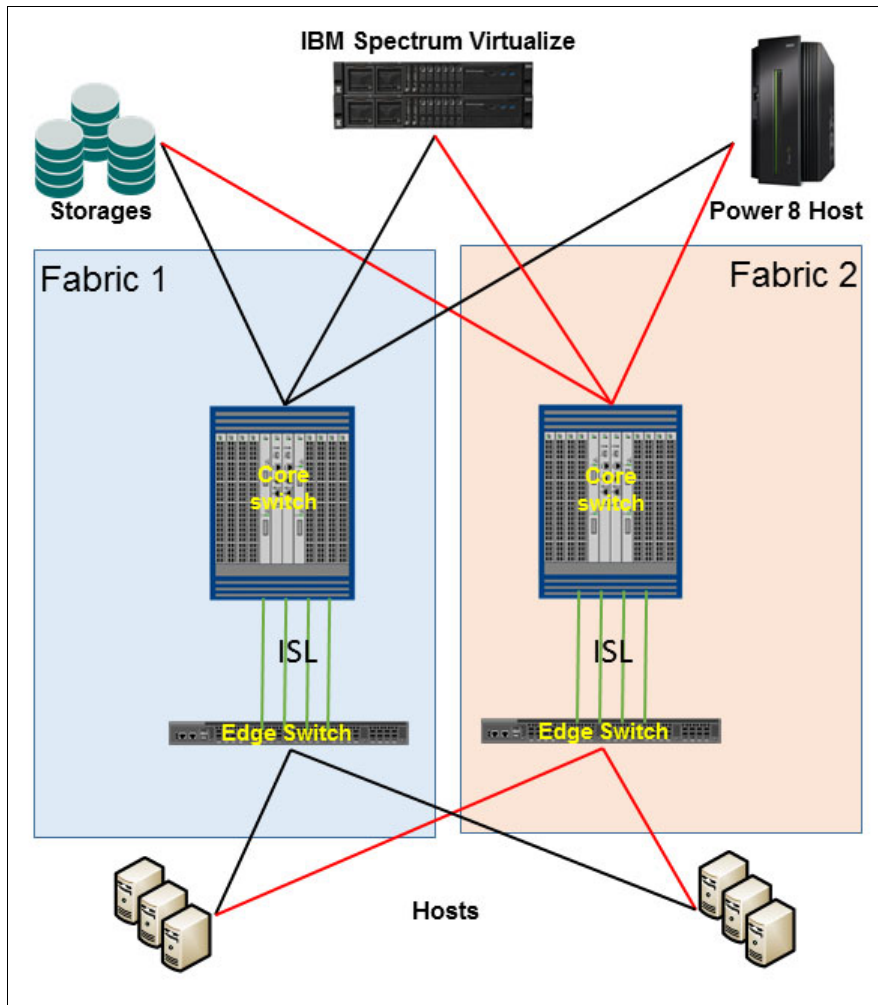 IBM Spectrum Virtualize
Storages
Power 8 Host
Fabric 1
Fabric 2
Core
switch
Core
switch
ISL
ISL
Edge Switch
Edge Switch
Hosts